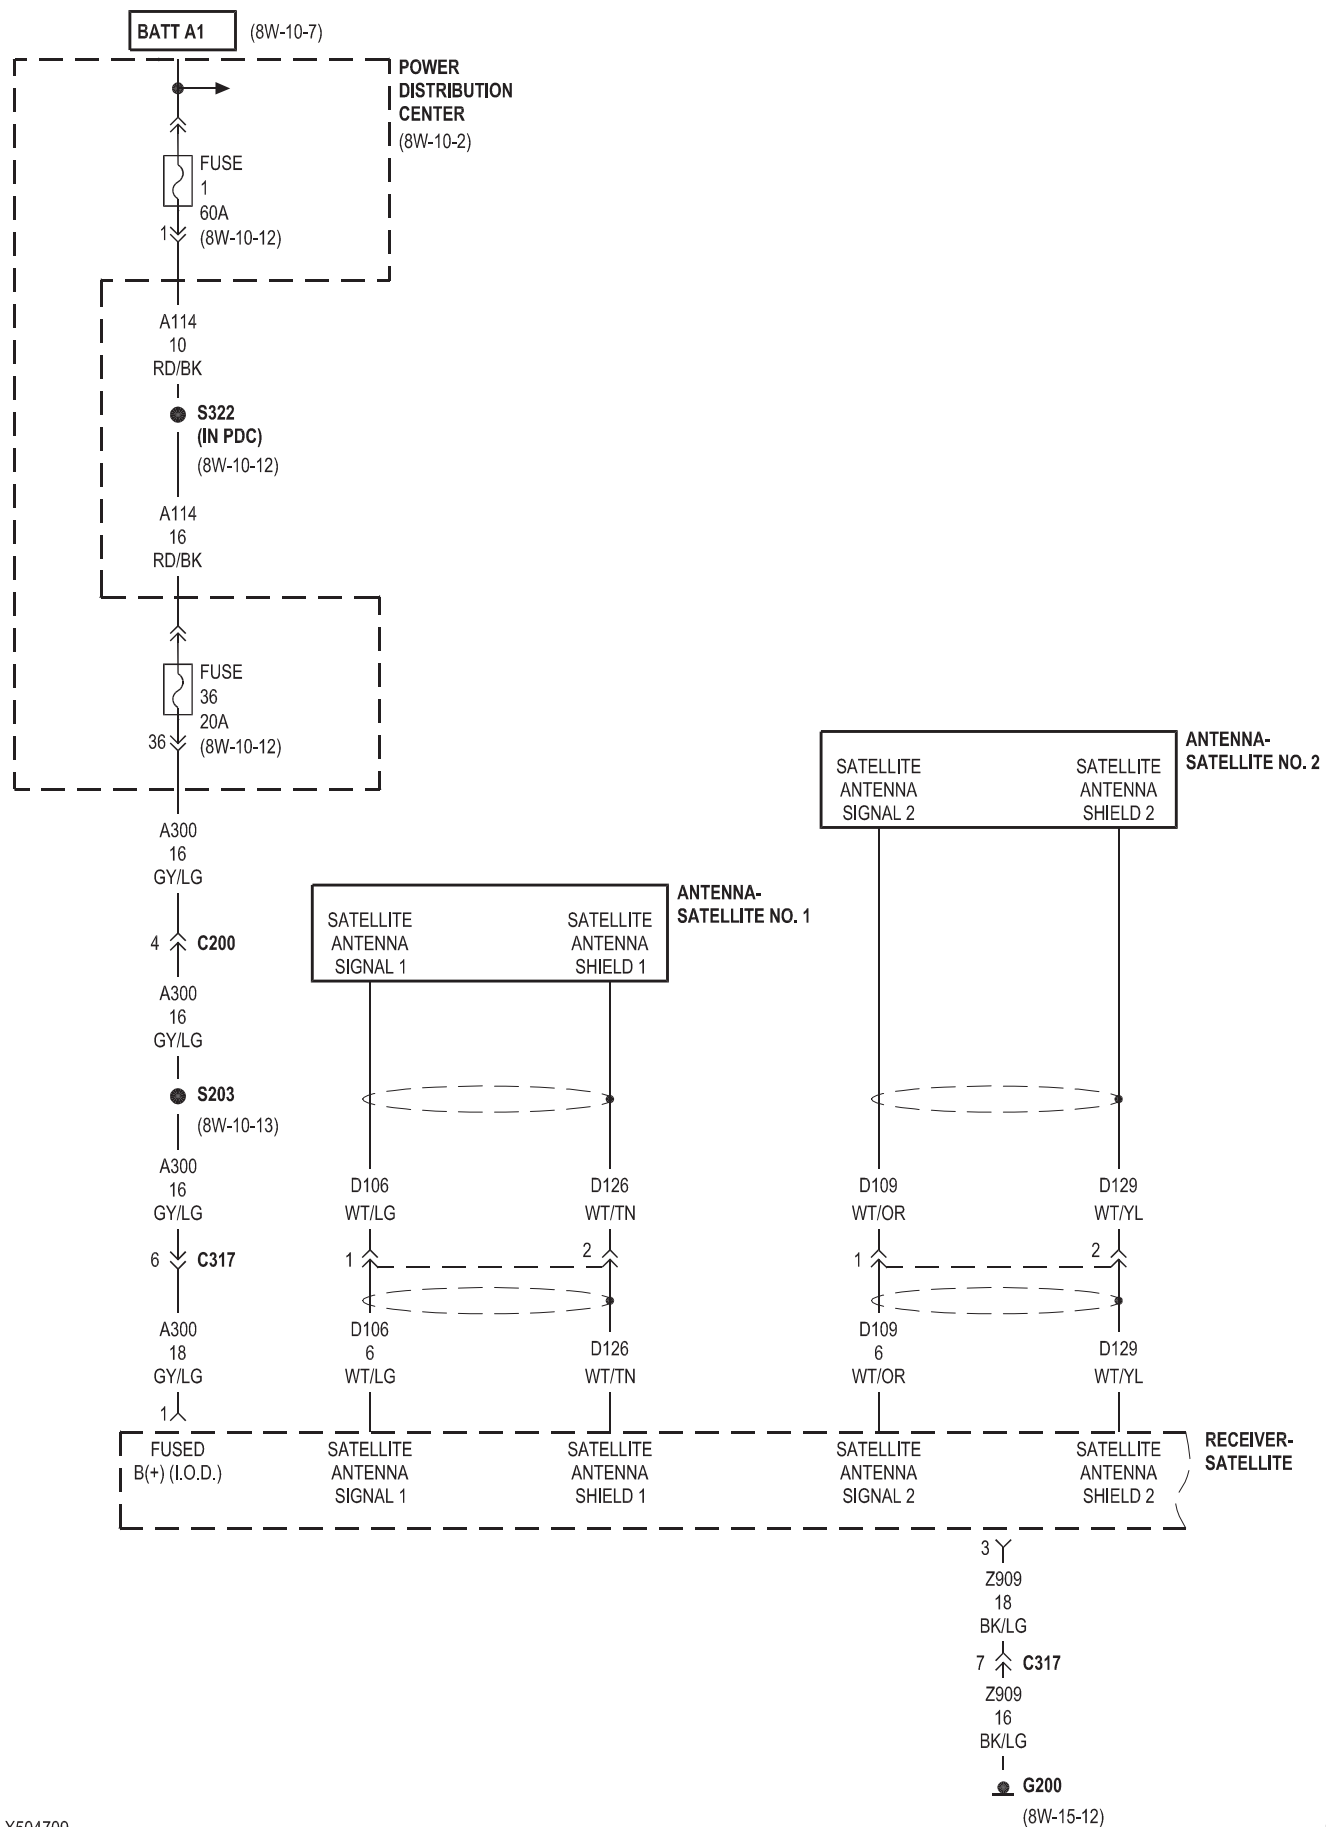 BATT A1 (8W-10-7)
POWER
DISTRIBUTION
CENTER
(8W-10-2)
FUSE
1
60A
1 (8W-10-12)
A114
10
RD/BK
S322
(IN PDC)
(8W-10-12)
A114
16
RD/BK
FUSE
36
20A
36 (8W-10-12)
A300
16
GY/LG
4 C200
A300
16
GY/LG
S203
(8W-10-13)
A300
16
GY/LG
6 C317
A300
18
GY/LG
1
ANTENNA-
SATELLITE NO. 1
SATELLITE
ANTENNA
SIGNAL 1
SATELLITE
ANTENNA
SHIELD 1
D106
WT/LG
1
D106
6
WT/LG
D126
WT/TN
2
D126
WT/TN
ANTENNA-
SATELLITE NO. 2
SATELLITE
ANTENNA
SIGNAL 2
SATELLITE
ANTENNA
SHIELD 2
D109
WT/OR
1
D109
6
WT/OR
D129
WT/YL
2
D129
WT/YL
RECEIVER-
SATELLITE
FUSED
B(+) (I.O.D.)
SATELLITE
ANTENNA
SIGNAL 1
SATELLITE
ANTENNA
SHIELD 1
SATELLITE
ANTENNA
SIGNAL 2
SATELLITE
ANTENNA
SHIELD 2
3
Z909
18
BK/LG
7 C317
Z909
16
BK/LG
G200
(8W-15-12)